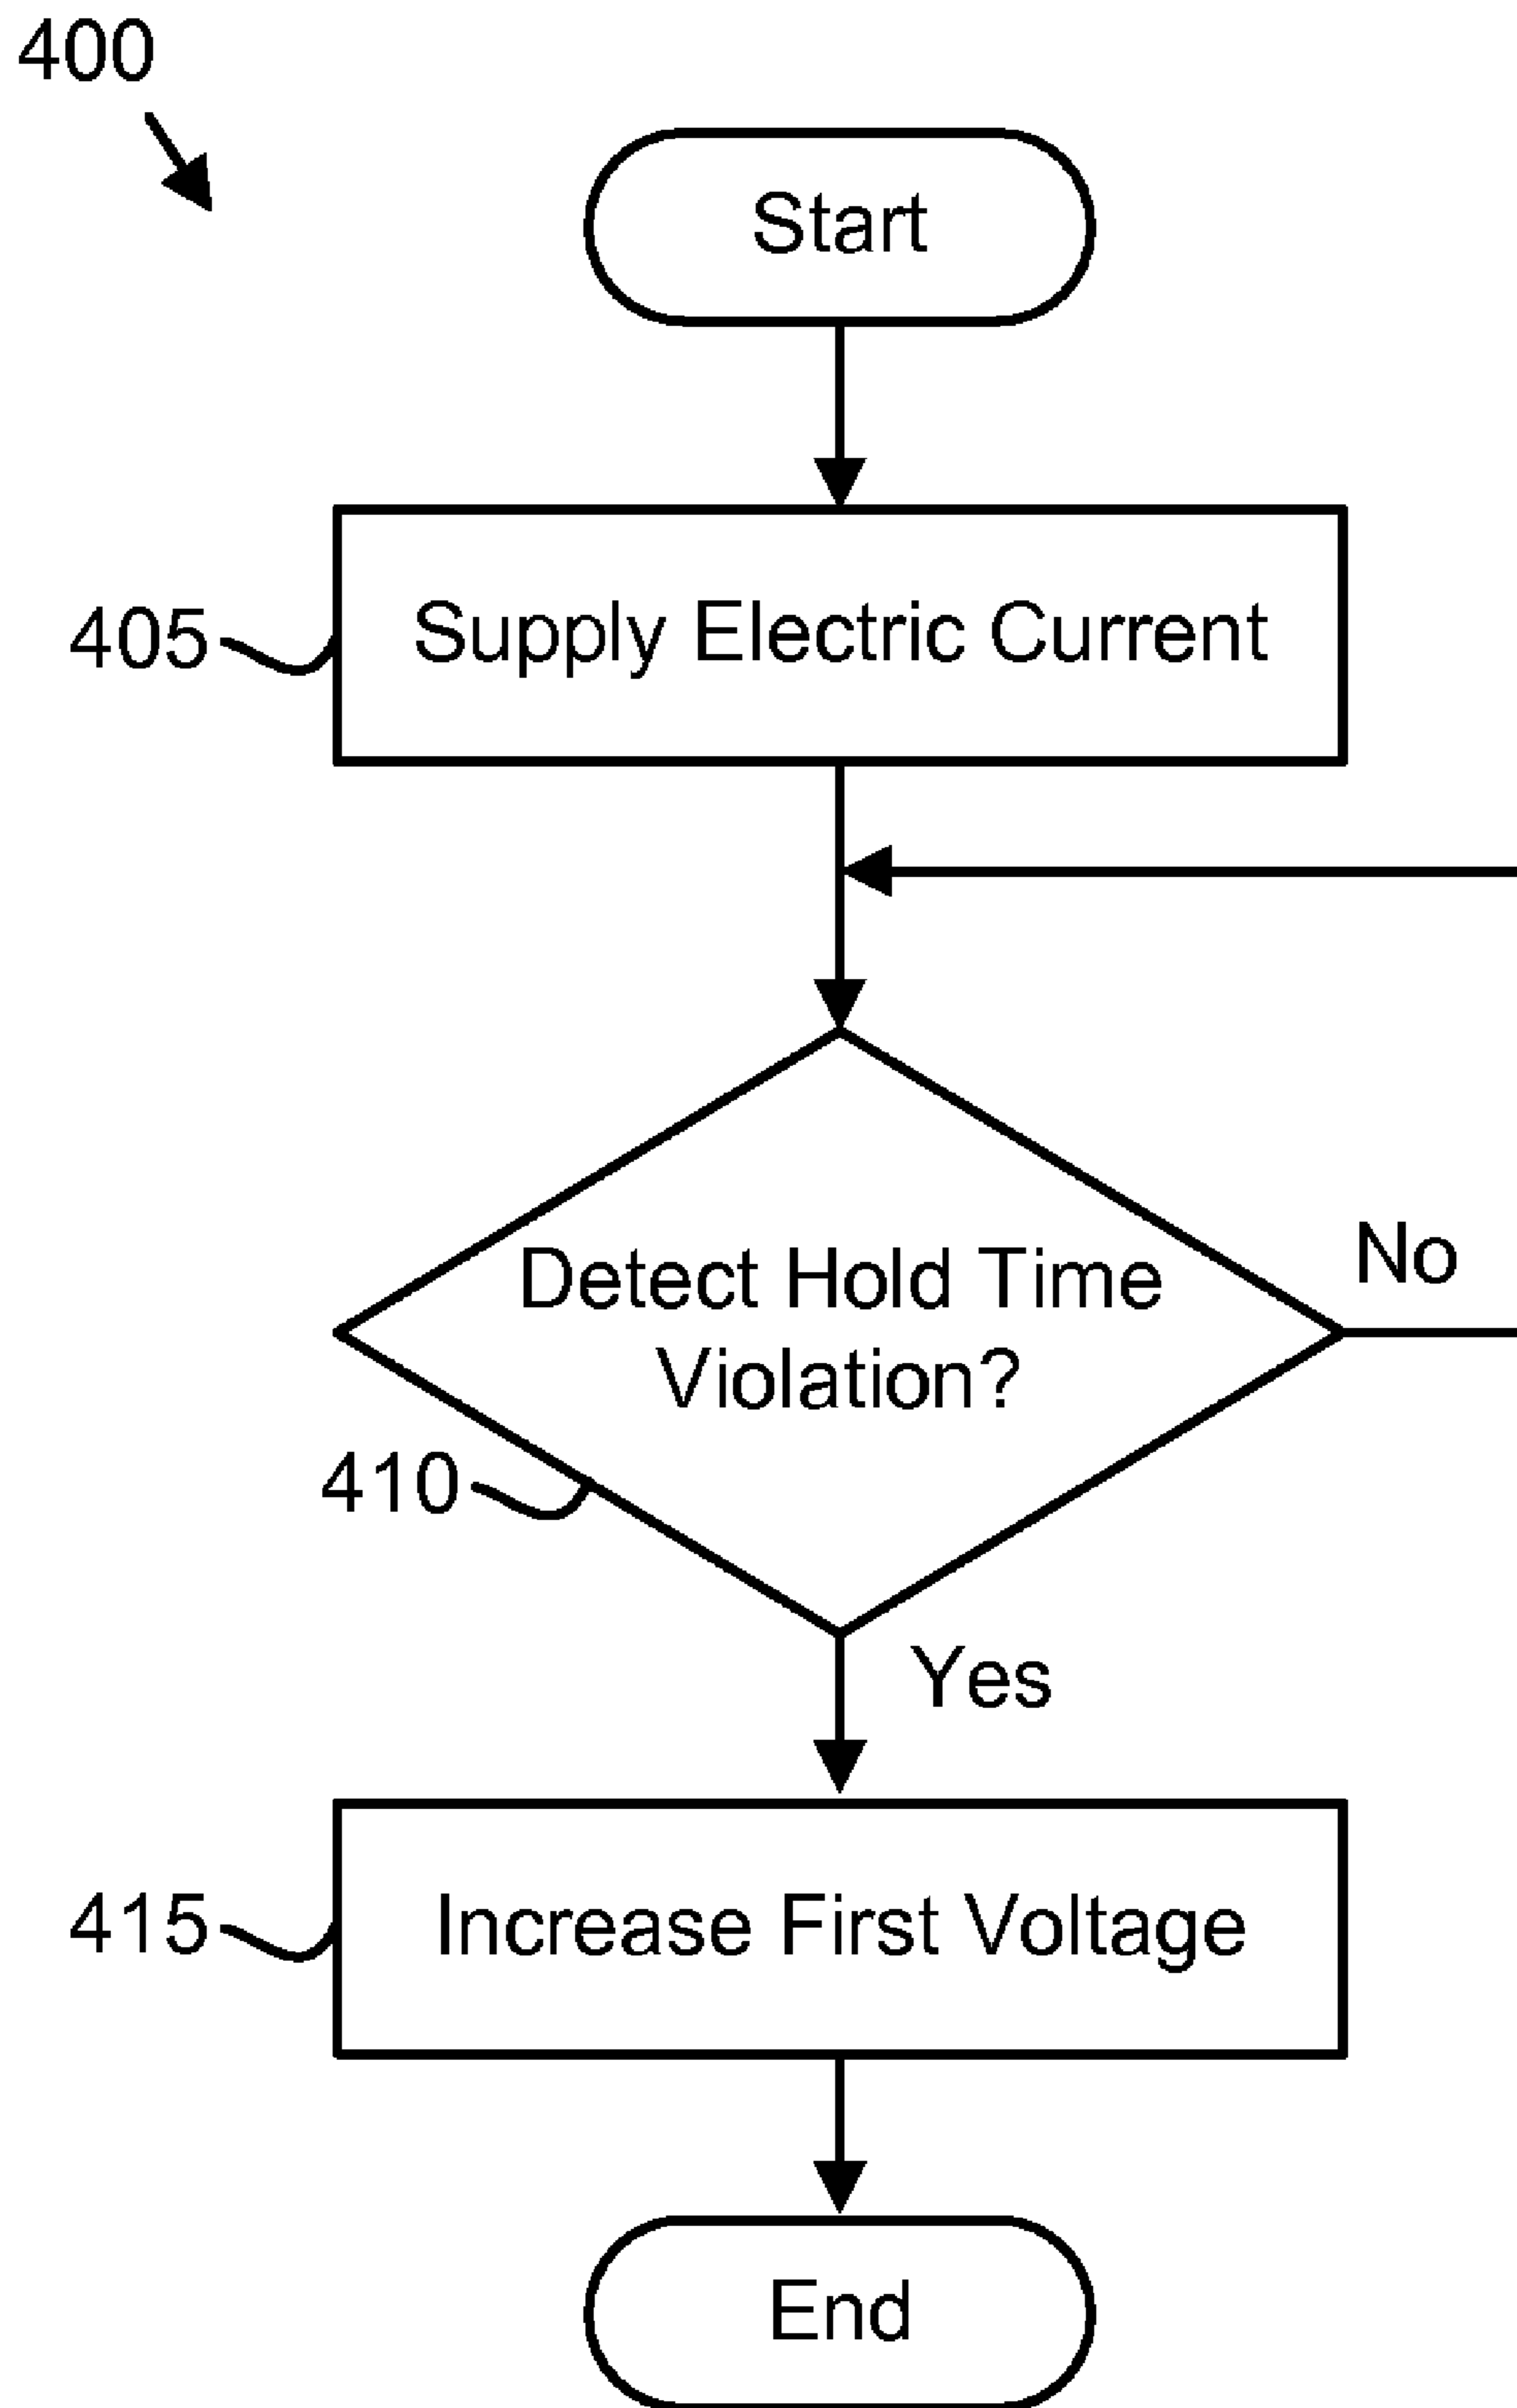 400
Start
405
Supply Electric Current
Detect Hold Time
Violation?
No
410
Yes
415
Increase First Voltage
End